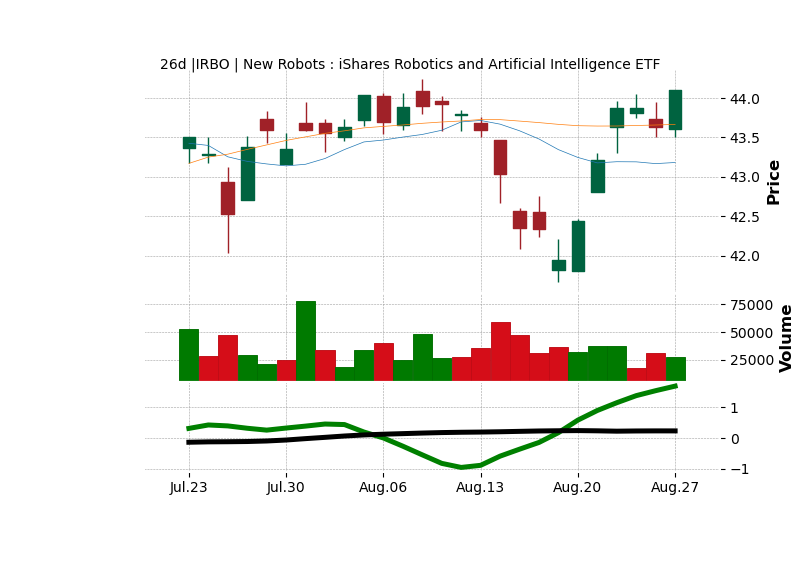 26d |IRBO | New Robots : iShares Robotics and Artificial Intelligence ETF
44.0
43.5
43.0
42.5
42.0
Price
75000
50000
25000
Volume
1
0
−1
Jul.23 Jul.30 Aug.06 Aug.13 Aug.20 Aug.27